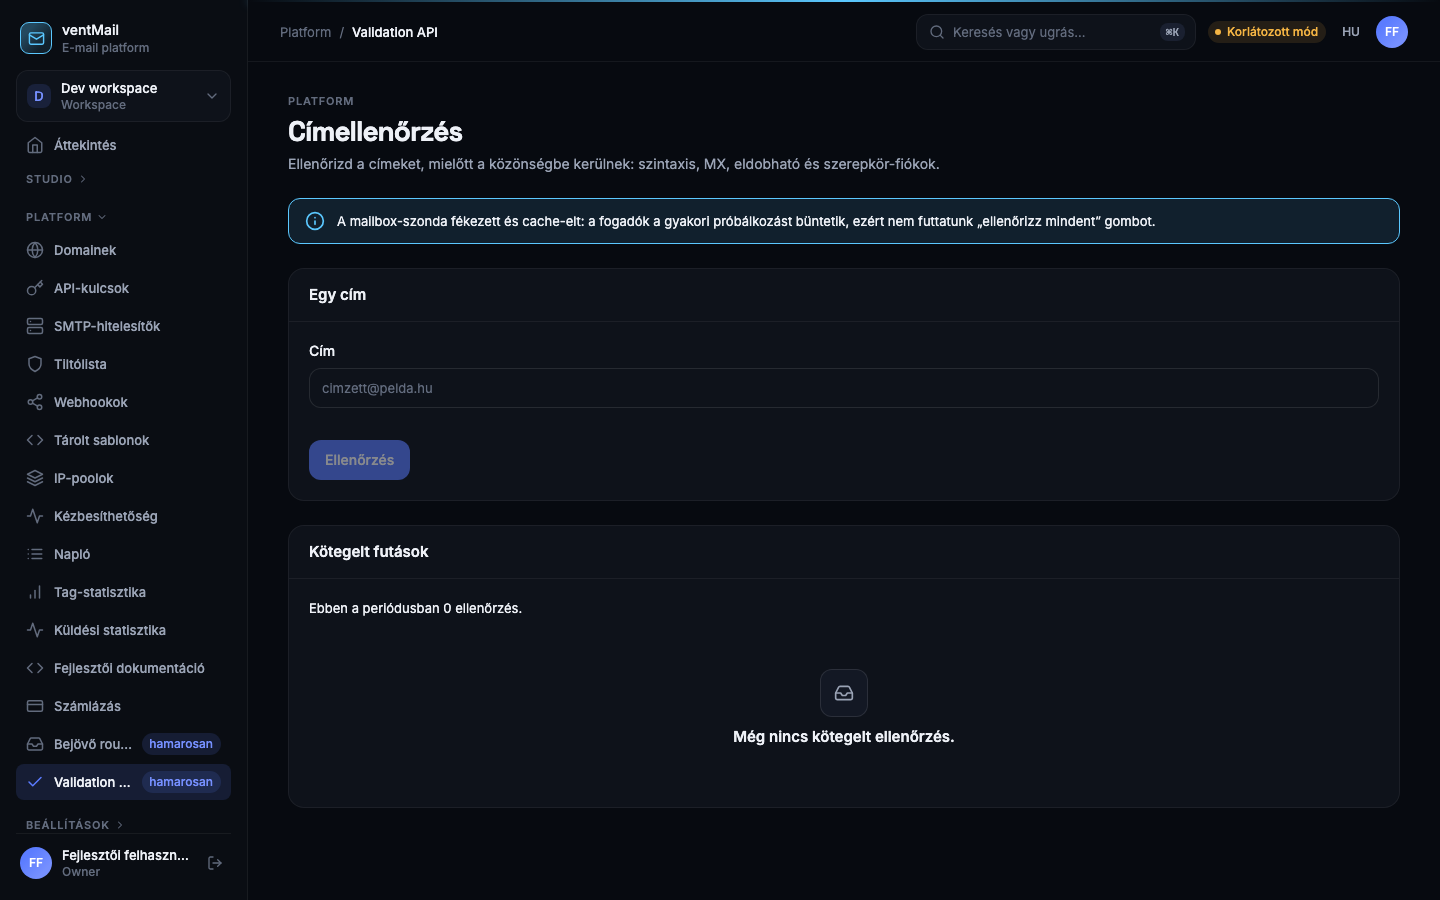 ventMail
E-mail platform
D
Dev workspace
Workspace
Áttekintés
STUDIO
PLATFORM
Domainek
API-kulcsok
SMTP-hitelesítők
Tiltólista
Webhookok
Tárolt sablonok
IP-poolok
Kézbesíthetőség
Napló
Tag-statisztika
Küldési statisztika
Fejlesztői dokumentáció
Számlázás
Bejövő rou... hamarosan
Validation ... hamarosan
BEÁLLÍTÁSOK
FF
Fejlesztői felhaszn...
Owner
Platform / Validation API
Keresés vagy ugrás... ⌘K
Korlátozott mód
HU
FF
PLATFORM
Címellenőrzés
Ellenőrizd a címeket, mielőtt a közönségbe kerülnek: szintaxis, MX, eldobható és szerepkör-fiókok.
A mailbox-szonda fékezett és cache-elt: a fogadók a gyakori próbálkozást büntetik, ezért nem futtatunk „ellenőrizz mindent” gombot.
Egy cím
Cím
cimzett@pelda.hu
Ellenőrzés
Kötegelt futások
Ebben a periódusban 0 ellenőrzés.
Még nincs kötegelt ellenőrzés.